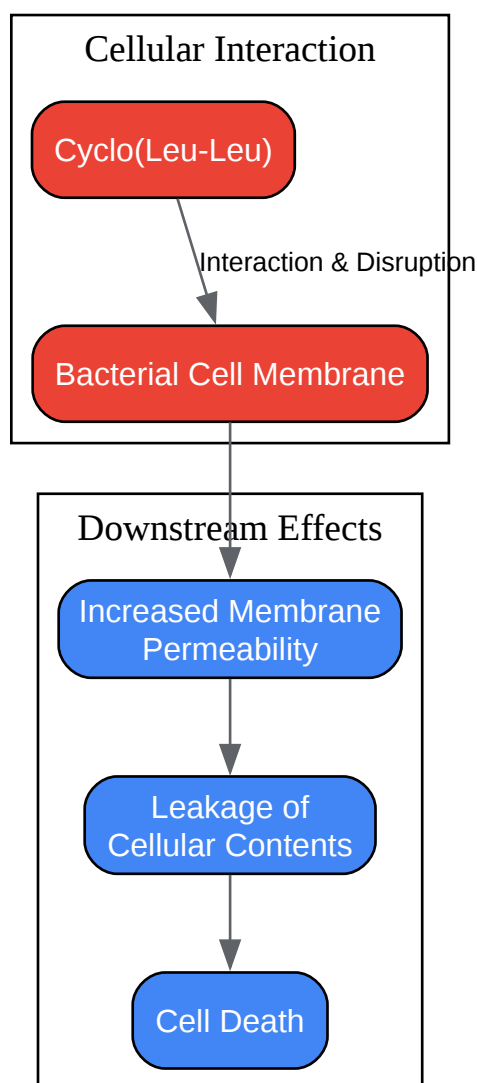 Cellular Interaction
Cyclo(Leu-Leu)
Interaction & Disruption
Bacterial Cell Membrane
Downstream Effects
Increased Membrane
Permeability
Leakage of
Cellular Contents
Cell Death